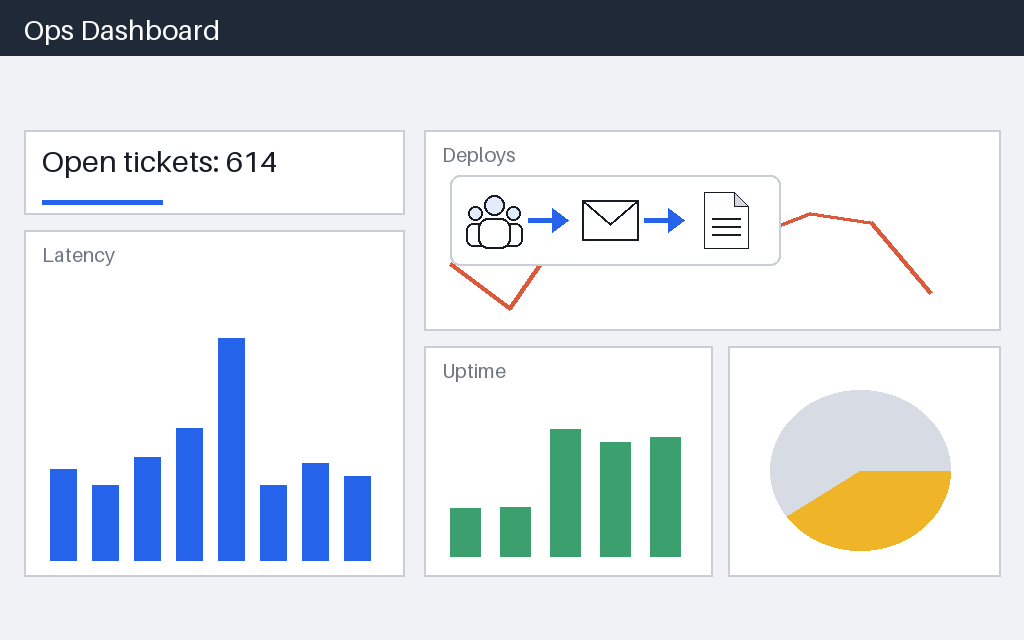 Ops Dashboard
Open tickets: 614
Deploys
Latency
Uptime